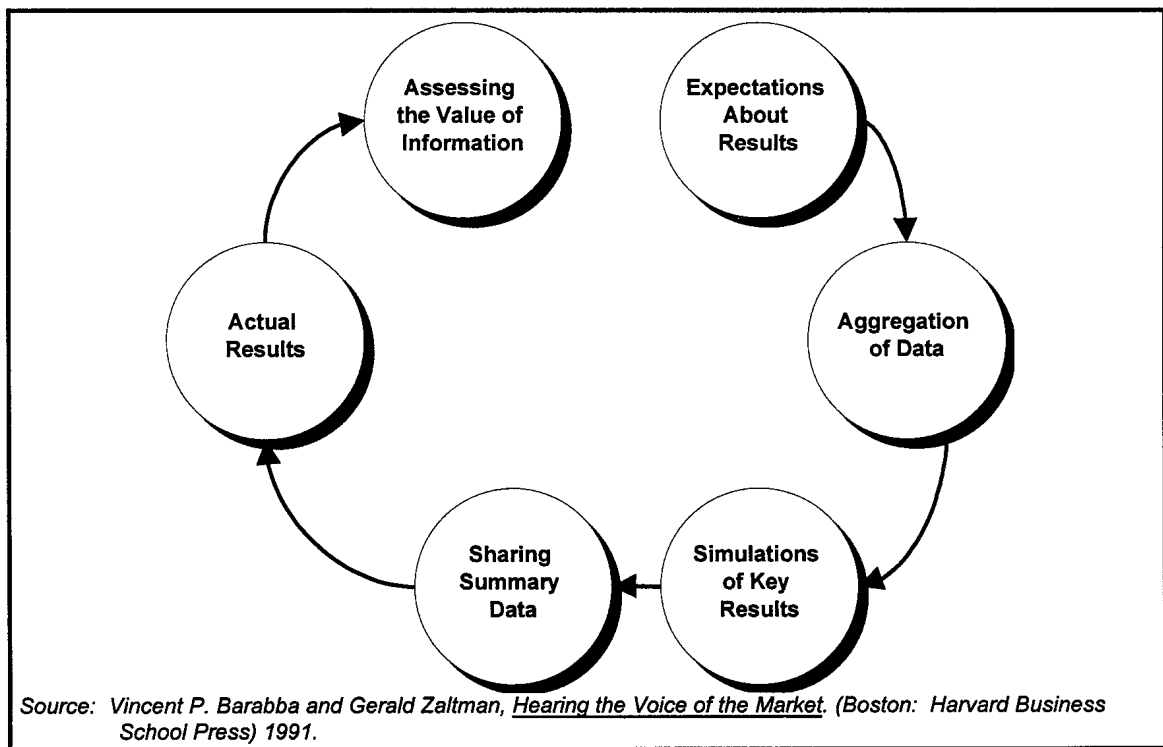 Assessing
the Value of
Information
Expectations
About
Results
Actual
Results
Aggregation
of Data
Sharing
Summary
Data
Simulations
of Key
Results
Source: Vincent P. Barabba and Gerald Zaltman, Hearing the Voice of the Market. (Boston: Harvard Business
School Press) 1991.